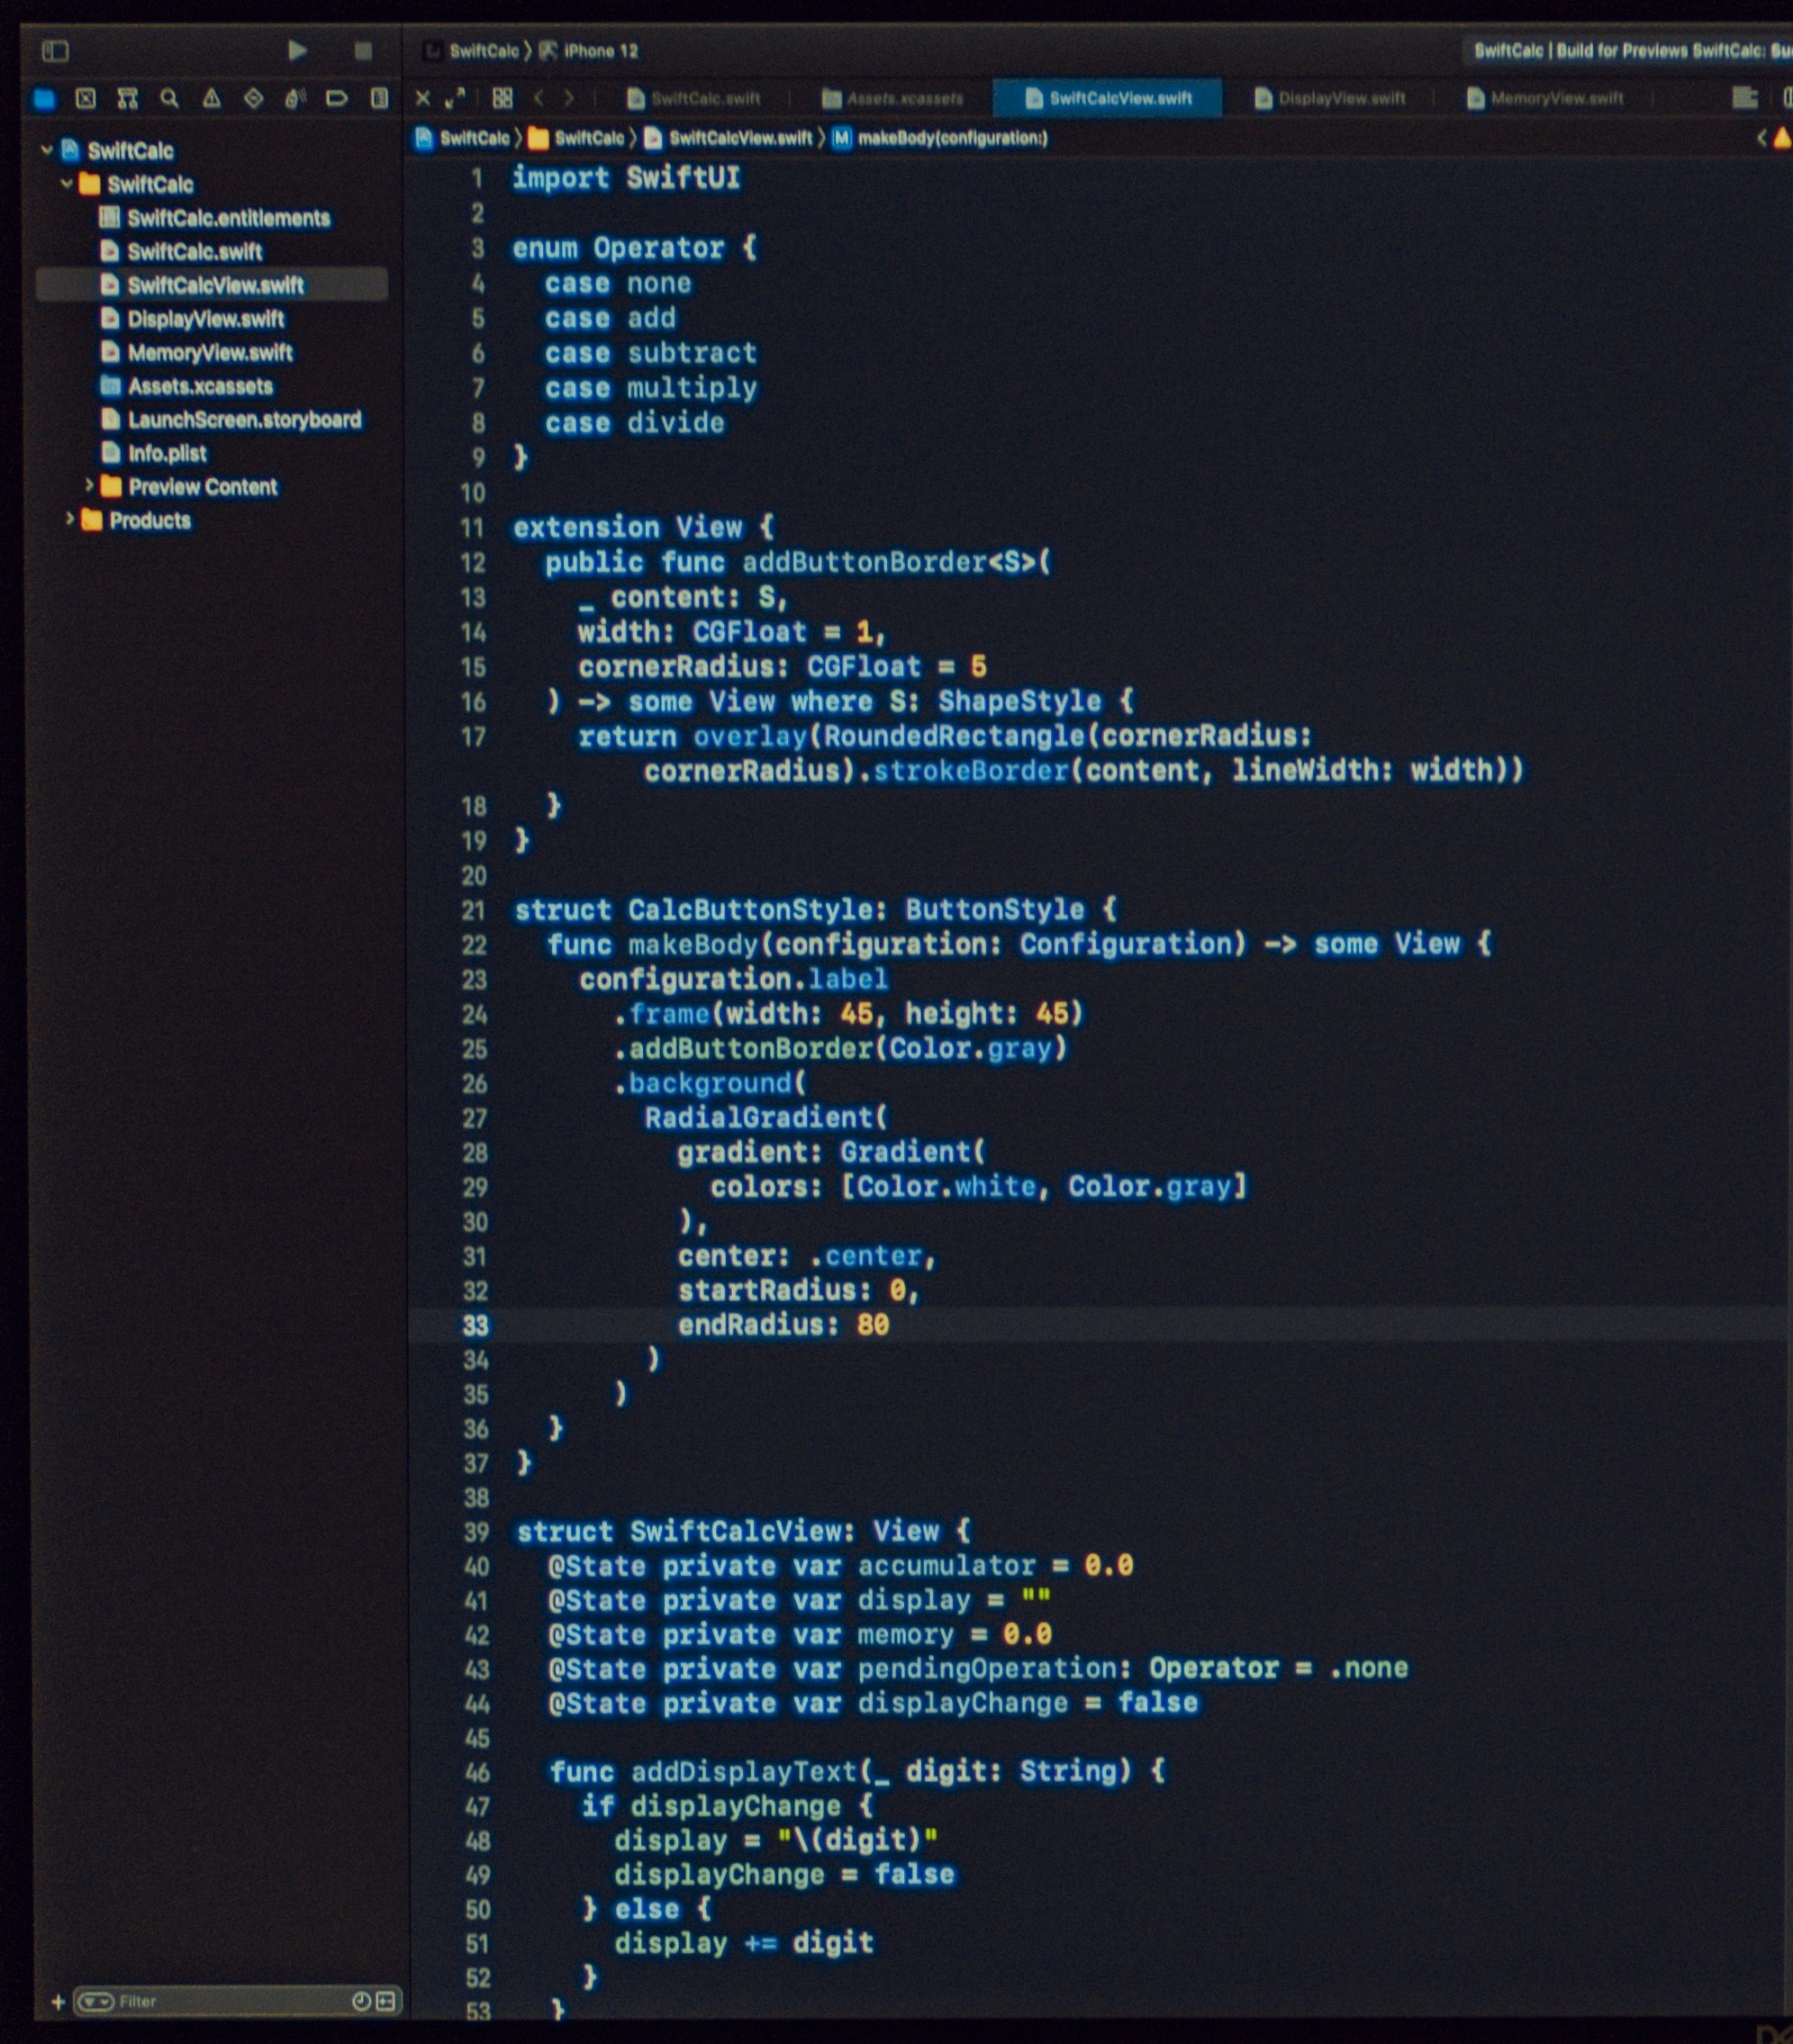 SwiftCalc 〉 iPhone 12
SwiftCalc | Build for Previews SwiftCalc: Su
SwiftCalc.swift
Assets.xcassets
SwiftCalcView.swift
DisplayView.swift
MemoryView.swift
SwiftCalc 〉 SwiftCalc 〉 SwiftCalcView.swift 〉 M makeBody(configuration:)
SwiftCalc
SwiftCalc
SwiftCalc.entitlements
SwiftCalc.swift
SwiftCalcView.swift
DisplayView.swift
MemoryView.swift
Assets.xcassets
LaunchScreen.storyboard
Info.plist
Preview Content
Products
Filter
1 import SwiftUI
2
3 enum Operator {
4   case none
5   case add
6   case subtract
7   case multiply
8   case divide
9 }
10
11 extension View {
12   public func addButtonBorder<S>(
13     _ content: S,
14     width: CGFloat = 1,
15     cornerRadius: CGFloat = 5
16   ) -> some View where S: ShapeStyle {
17     return overlay(RoundedRectangle(cornerRadius:
cornerRadius).strokeBorder(content, lineWidth: width))
18   }
19 }
20
21 struct CalcButtonStyle: ButtonStyle {
22   func makeBody(configuration: Configuration) -> some View {
23     configuration.label
24       .frame(width: 45, height: 45)
25       .addButtonBorder(Color.gray)
26       .background(
27         RadialGradient(
28           gradient: Gradient(
29             colors: [Color.white, Color.gray]
30           ),
31           center: .center,
32           startRadius: 0,
33           endRadius: 80
34         )
35       )
36   }
37 }
38
39 struct SwiftCalcView: View {
40   @State private var accumulator = 0.0
41   @State private var display = ""
42   @State private var memory = 0.0
43   @State private var pendingOperation: Operator = .none
44   @State private var displayChange = false
45
46   func addDisplayText(_ digit: String) {
47     if displayChange {
48       display = "\(digit)"
49       displayChange = false
50     } else {
51       display += digit
52     }
53   }